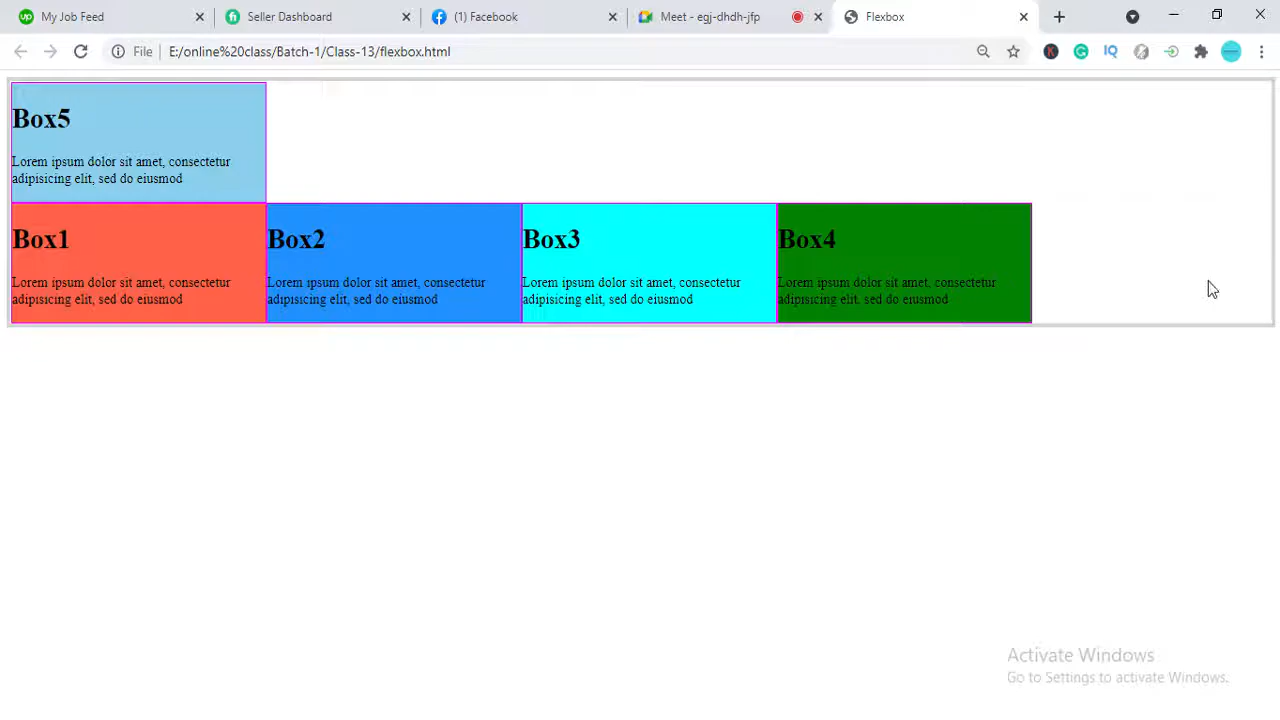 My Job Feed
Seller Dashboard
(1) Facebook
Meet - egj-dhdh-jfp
Flexbox
File
E:/online%20class/Batch-1/Class-13/flexbox.html
Box5
Lorem ipsum dolor sit amet, consectetur
adipisicing elit, sed do eiusmod
Box1
Lorem ipsum dolor sit amet, consectetur
adipisicing elit, sed do eiusmod
Box2
Lorem ipsum dolor sit amet, consectetur
adipisicing elit, sed do eiusmod
Box3
Lorem ipsum dolor sit amet, consectetur
adipisicing elit, sed do eiusmod
Box4
Lorem ipsum dolor sit amet, consectetur
adipisicing elit, sed do eiusmod
Activate Windows
Go to Settings to activate Windows.